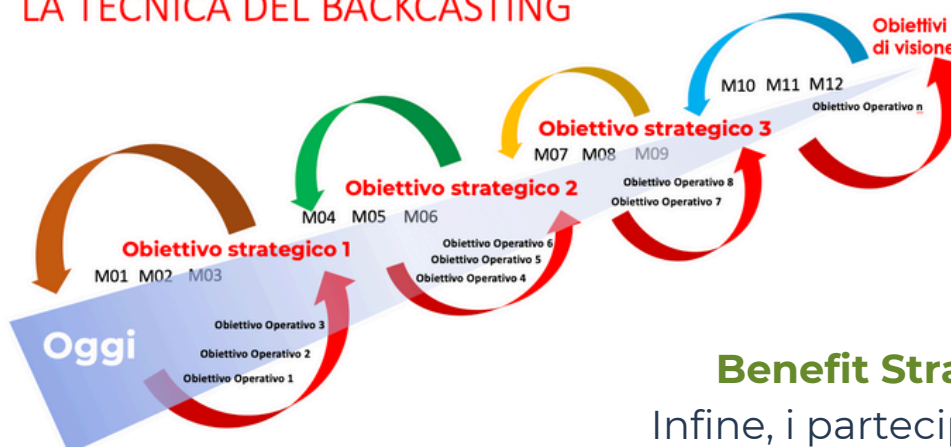 LA TECNICA DEL BACKCASTING
Obiettivi
di visione
M10 M11 M12
Obiettivo Operativo n
Obiettivo strategico 3
M07 M08 M09
Obiettivo Operativo 8
Obiettivo Operativo 7
Obiettivo strategico 2
M04 M05 M06
Obiettivo Operativo 6
Obiettivo Operativo 5
Obiettivo Operativo 4
Obiettivo strategico 1
M01 M02 M03
Oggi
Obiettivo Operativo 3
Obiettivo Operativo 2
Obiettivo Operativo 1
Benefit Stra
Infine, i partecip